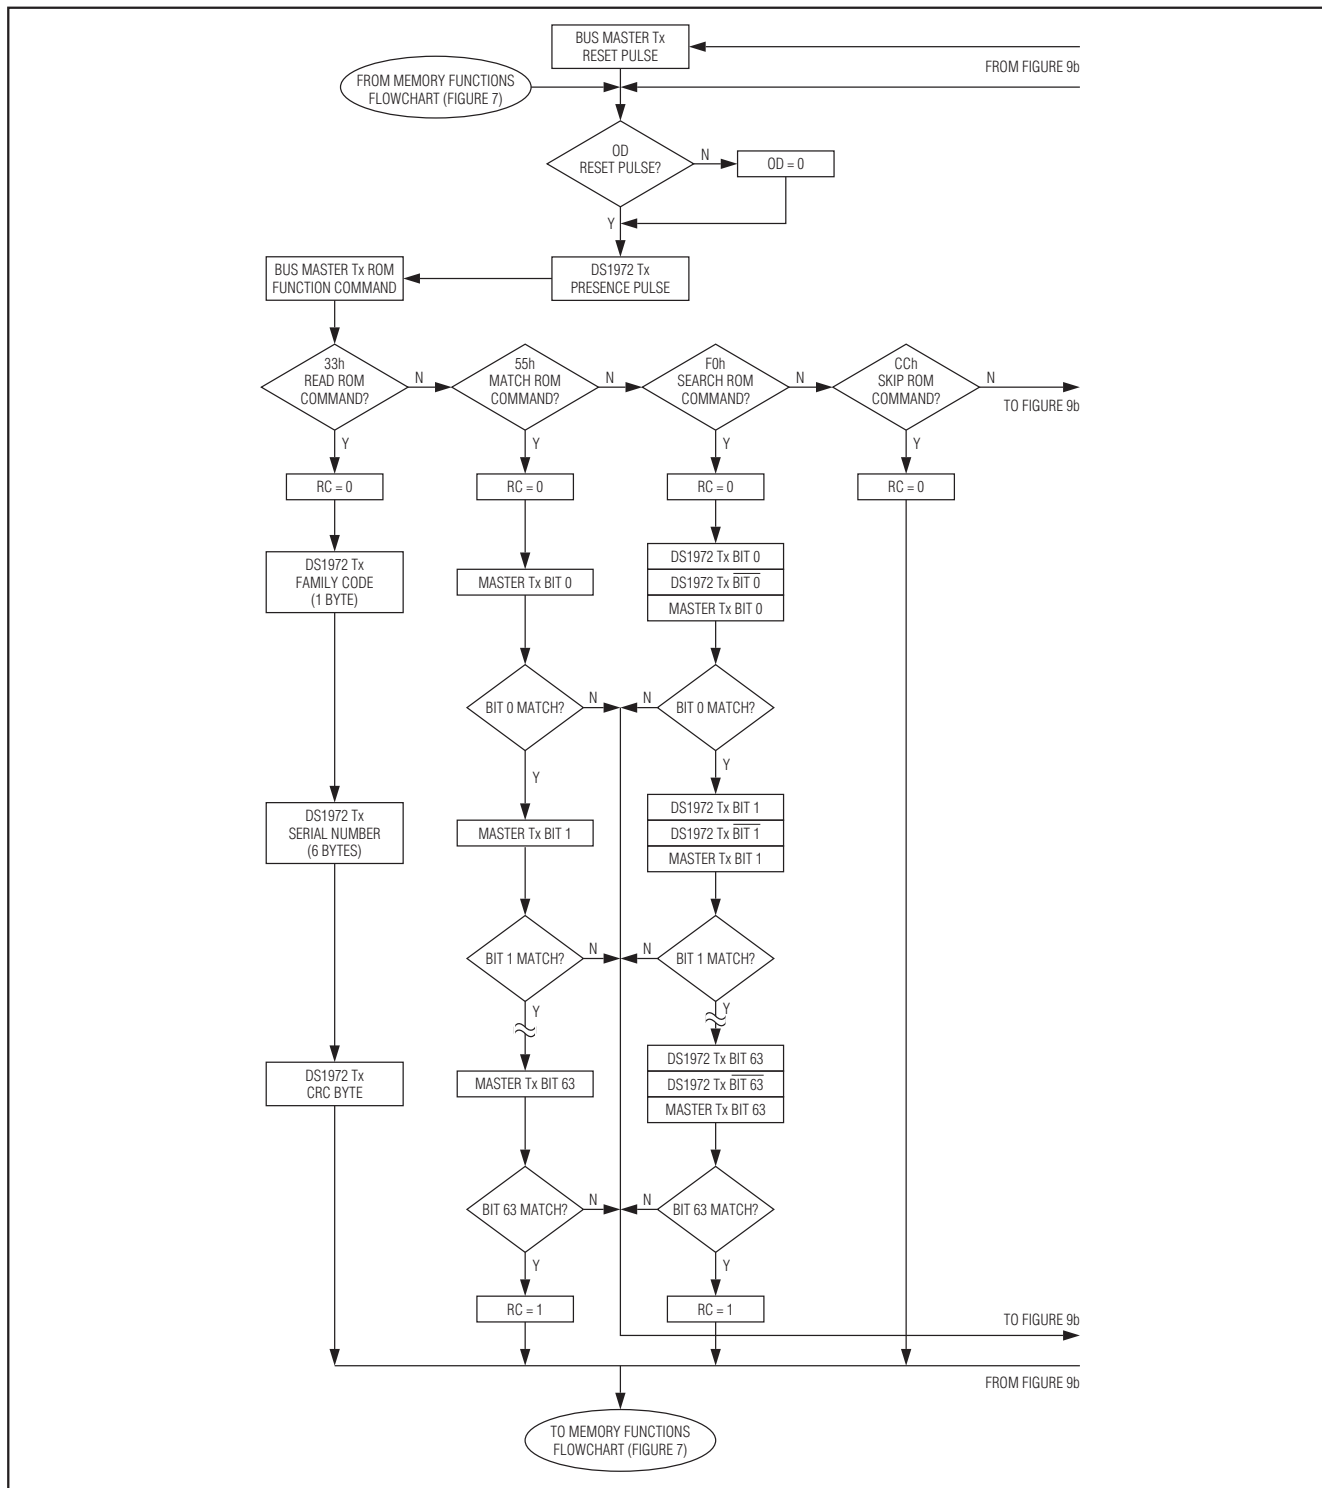 BUS MASTER Tx
RESET PULSE
FROM FIGURE 9b
FROM MEMORY FUNCTIONS
FLOWCHART (FIGURE 7)
OD
RESET PULSE?
N
OD = 0
Y
BUS MASTER Tx ROM
FUNCTION COMMAND
DS1972 Tx
PRESENCE PULSE
33h
READ ROM
COMMAND?
N
55h
MATCH ROM
COMMAND?
N
F0h
SEARCH ROM
COMMAND?
N
CCh
SKIP ROM
COMMAND?
N
TO FIGURE 9b
Y
Y
Y
Y
RC = 0
RC = 0
RC = 0
RC = 0
DS1972 Tx
FAMILY CODE
(1 BYTE)
MASTER Tx BIT 0
DS1972 Tx BIT 0
DS1972 Tx B̅I̅T̅ ̅0̅
MASTER Tx BIT 0
BIT 0 MATCH?
N
N
BIT 0 MATCH?
Y
Y
DS1972 Tx
SERIAL NUMBER
(6 BYTES)
MASTER Tx BIT 1
DS1972 Tx BIT 1
DS1972 Tx B̅I̅T̅ ̅1̅
MASTER Tx BIT 1
BIT 1 MATCH?
N
N
BIT 1 MATCH?
Y
Y
DS1972 Tx
CRC BYTE
MASTER Tx BIT 63
DS1972 Tx BIT 63
DS1972 Tx B̅I̅T̅ ̅6̅3̅
MASTER Tx BIT 63
BIT 63 MATCH?
N
N
BIT 63 MATCH?
Y
Y
RC = 1
RC = 1
TO FIGURE 9b
FROM FIGURE 9b
TO MEMORY FUNCTIONS
FLOWCHART (FIGURE 7)